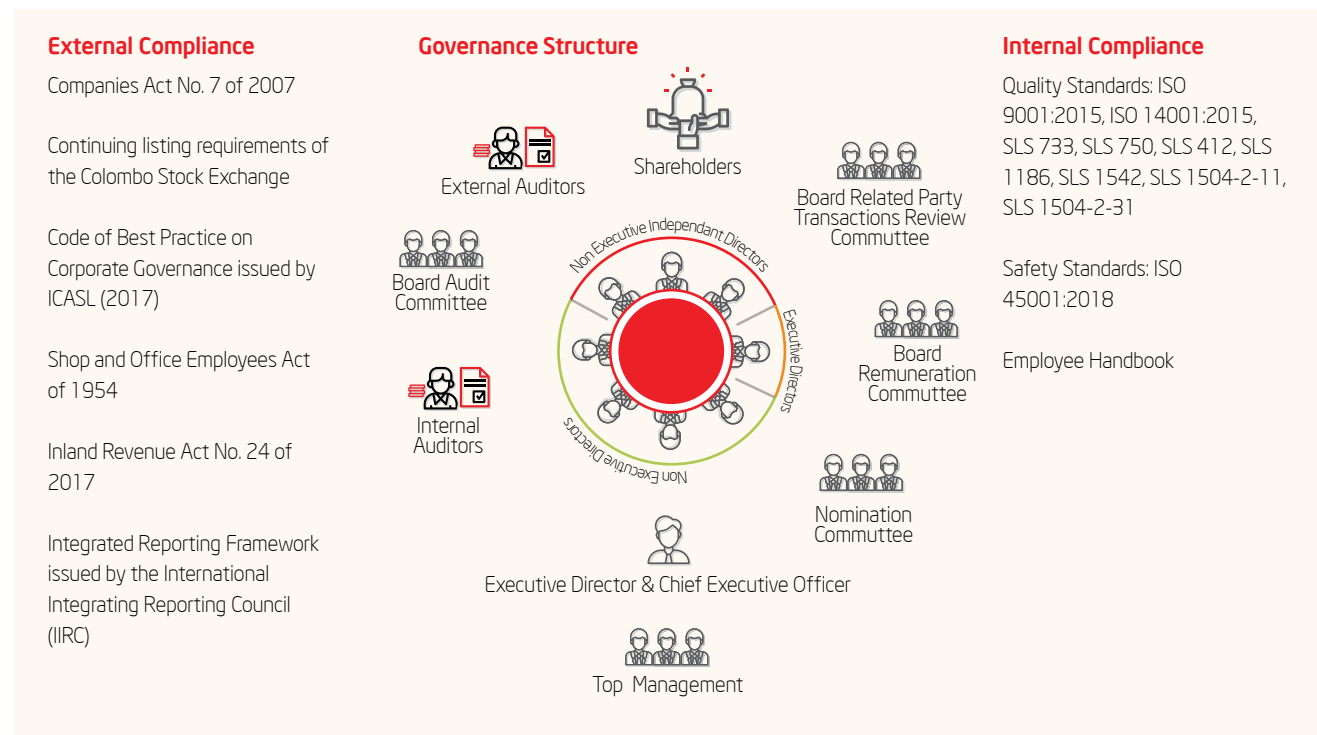 External Compliance
Companies Act No. 7 of 2007
Continuing listing requirements of
the Colombo Stock Exchange
Code of Best Practice on
Corporate Governance issued by
ICASL (2017)
Shop and Office Employees Act
of 1954
Inland Revenue Act No. 24 of
2017
Integrated Reporting Framework
issued by the International
Integrating Reporting Council
(IIRC)
Governance Structure
Shareholders
External Auditors
Board Related Party
Transactions Review
Commuttee
Board Audit
Committee
Non Executive Independant Directors
Executive Directors
Non Executive Directors
Board
Remuneration
Commuttee
Internal
Auditors
Nomination
Commuttee
Executive Director & Chief Executive Officer
Top Management
Internal Compliance
Quality Standards: ISO
9001:2015, ISO 14001:2015,
SLS 733, SLS 750, SLS 412, SLS
1186, SLS 1542, SLS 1504-2-11,
SLS 1504-2-31
Safety Standards: ISO
45001:2018
Employee Handbook